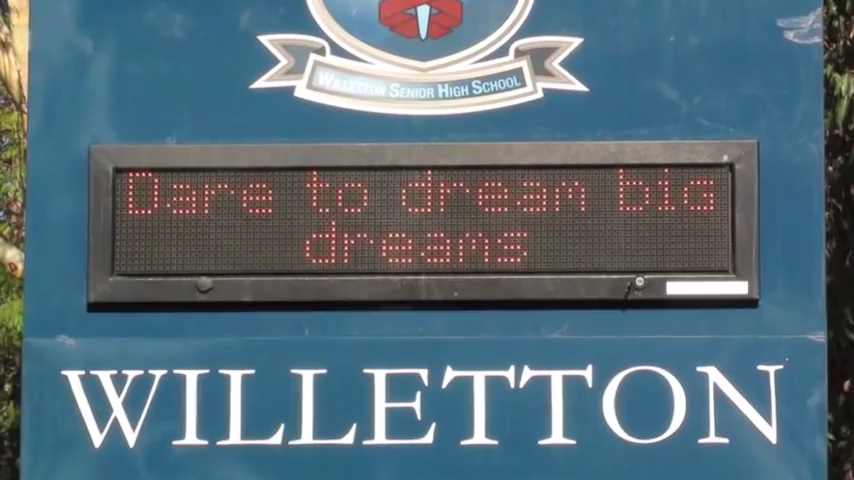 WILLETTON SENIOR HIGH SCHOOL
Dare to dream big
dreams
WILLETTON